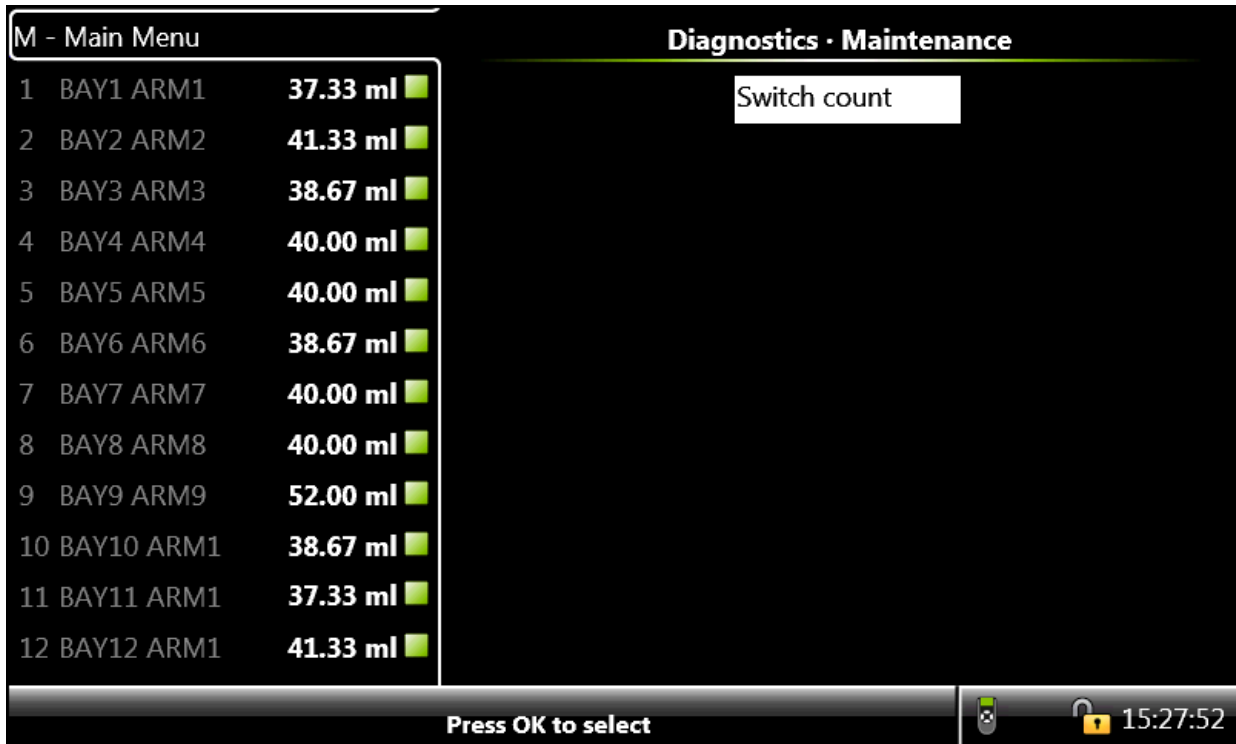 M - Main Menu
1 BAY1 ARM1 37.33 ml
2 BAY2 ARM2 41.33 ml
3 BAY3 ARM3 38.67 ml
4 BAY4 ARM4 40.00 ml
5 BAY5 ARM5 40.00 ml
6 BAY6 ARM6 38.67 ml
7 BAY7 ARM7 40.00 ml
8 BAY8 ARM8 40.00 ml
9 BAY9 ARM9 52.00 ml
10 BAY10 ARM1 38.67 ml
11 BAY11 ARM1 37.33 ml
12 BAY12 ARM1 41.33 ml
Diagnostics · Maintenance
Switch count
Press OK to select
15:27:52